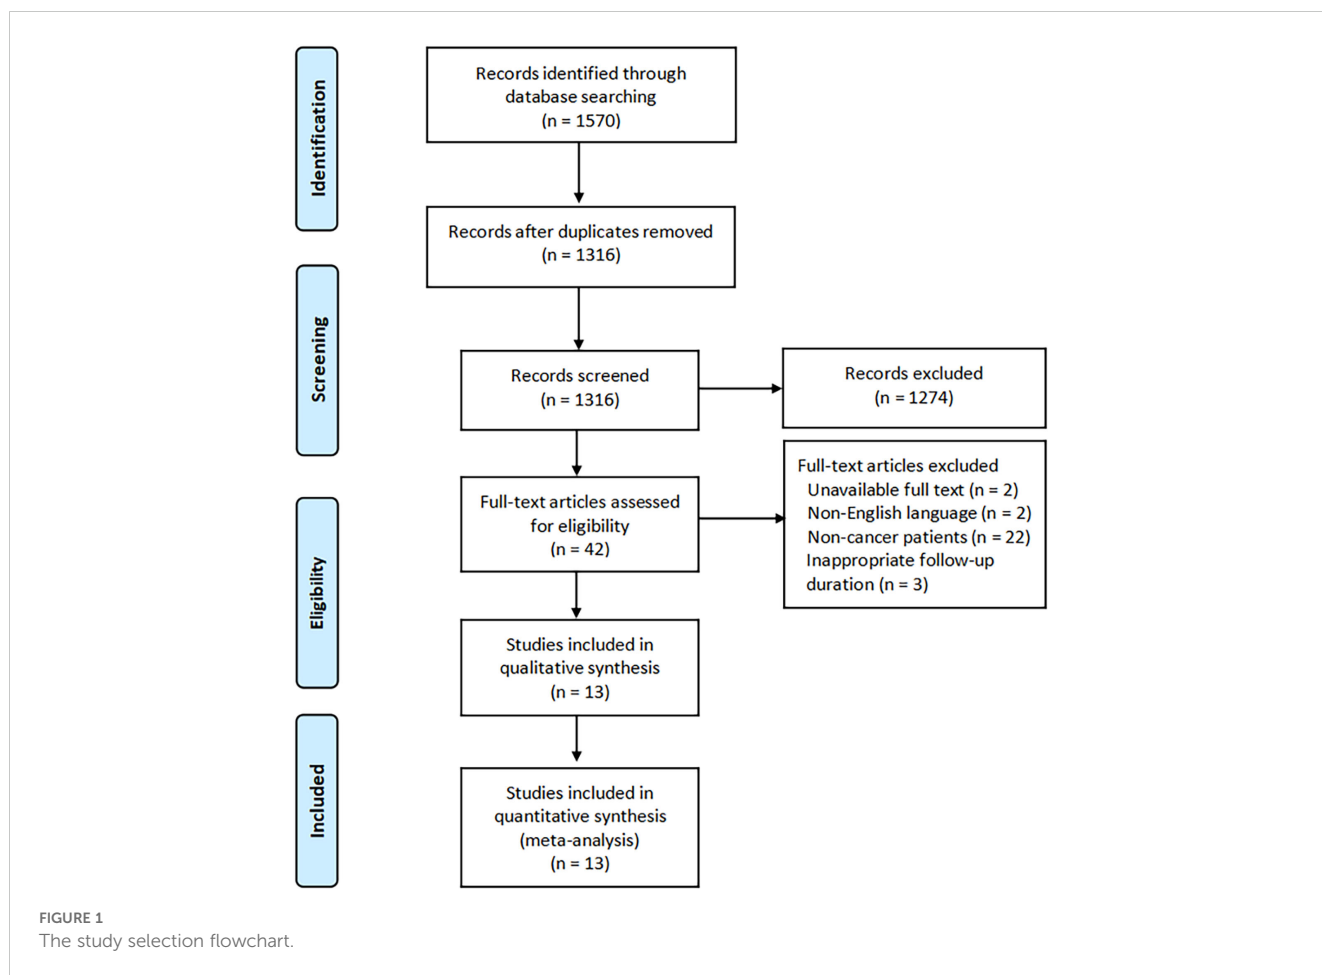 Identification
Records identified through
database searching
(n = 1570)
Records after duplicates removed
(n = 1316)
Screening
Records screened
(n = 1316)
Records excluded
(n = 1274)
Eligibility
Full-text articles assessed
for eligibility
(n = 42)
Full-text articles excluded
Unavailable full text (n = 2)
Non-English language (n = 2)
Non-cancer patients (n = 22)
Inappropriate follow-up
duration (n = 3)
Studies included in
qualitative synthesis
(n = 13)
Included
Studies included in
quantitative synthesis
(meta-analysis)
(n = 13)
FIGURE 1
The study selection flowchart.